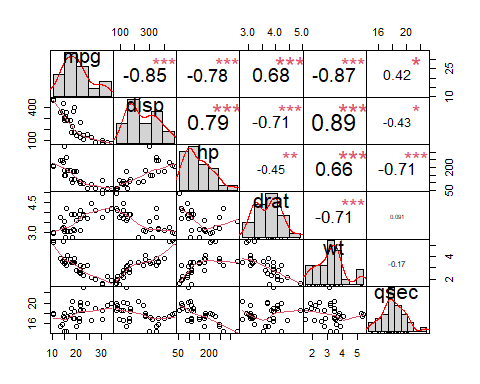 100 300 3.0 4.0 5.0 16 20
mpg *** -0.85 *** -0.78 *** 0.68 *** -0.87 * 0.42 10 25
100 400 disp *** 0.79 *** -0.71 *** 0.89 * -0.43
hp ** -0.45 *** 0.66 *** -0.71 50 200
3.0 4.5 drat *** -0.71 0.091
wt -0.17 2 4
16 20 qsec
10 20 30 50 200 2 3 4 5